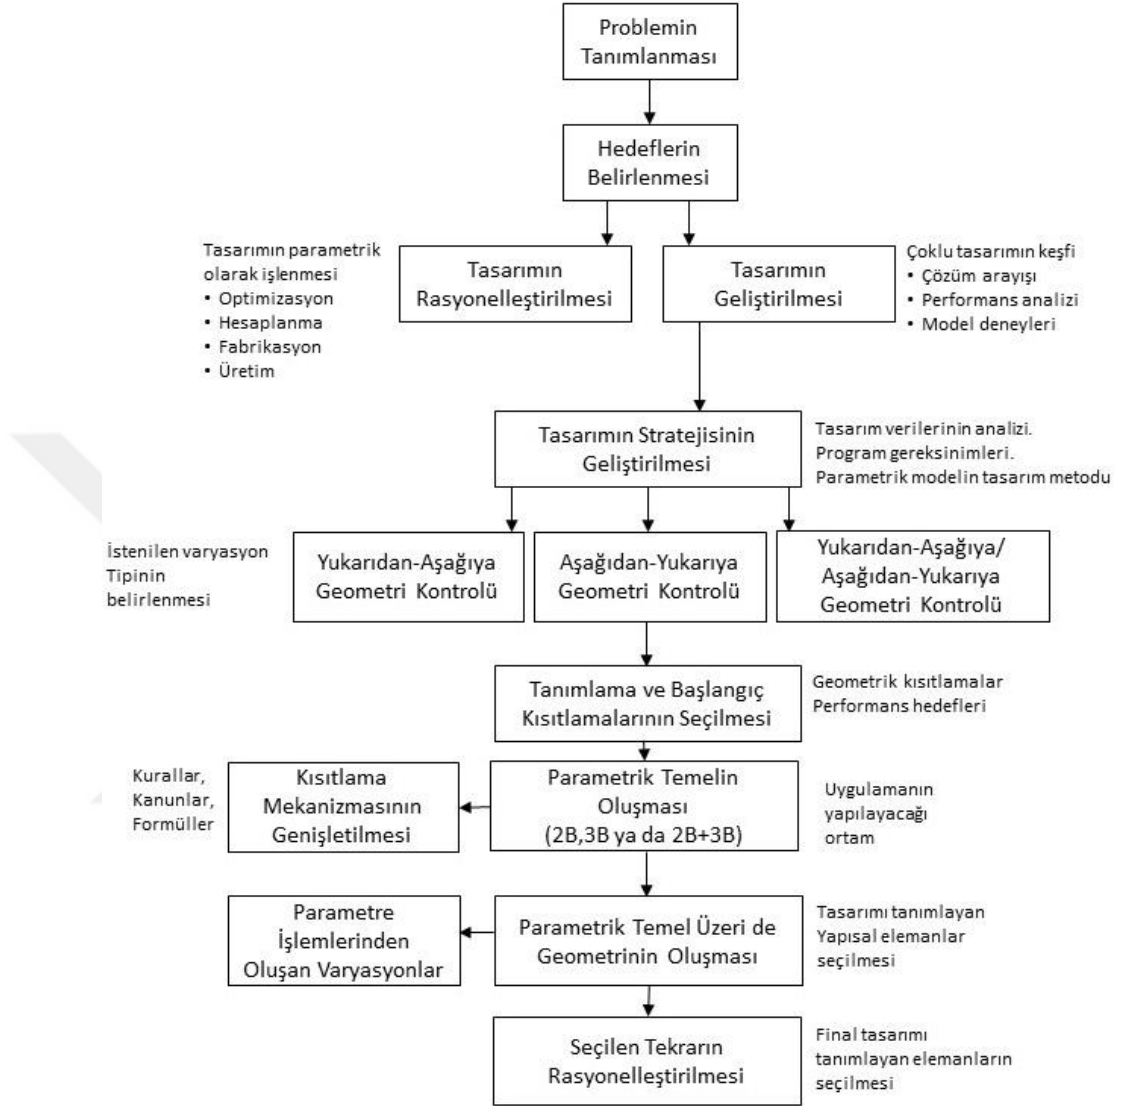 Problemin
Tanımlanması
Hedeflerin
Belirlenmesi
Tasarımın parametrik
olarak işlenmesi
• Optimizasyon
• Hesaplanma
• Fabrikasyon
• Üretim
Tasarımın
Rasyonelleştirilmesi
Tasarımın
Geliştirilmesi
Çoklu tasarımın keşfi
• Çözüm arayışı
• Performans analizi
• Model deneyleri
Tasarımın Stratejisinin
Geliştirilmesi
Tasarım verilerinin analizi.
Program gereksinimleri.
Parametrik modelin tasarım metodu
İstenilen varyasyon
Tipinin
belirlenmesi
Yukarıdan-Aşağıya
Geometri Kontrolü
Aşağıdan-Yukarıya
Geometri Kontrolü
Yukarıdan-Aşağıya/
Aşağıdan-Yukarıya
Geometri Kontrolü
Tanımlama ve Başlangıç
Kısıtlamalarının Seçilmesi
Geometrik kısıtlamalar
Performans hedefleri
Kurallar,
Kanunlar,
Formüller
Kısıtlama
Mekanizmasının
Genişletilmesi
Parametrik Temelin
Oluşması
(2B,3B ya da 2B+3B)
Uygulamanın
yapılayacağı
ortam
Parametre
İşlemlerinden
Oluşan Varyasyonlar
Parametrik Temel Üzeri de
Geometrinin Oluşması
Tasarımı tanımlayan
Yapısal elemanlar
seçilmesi
Seçilen Tekrarın
Rasyonelleştirilmesi
Final tasarımı
tanımlayan elemanların
seçilmesi